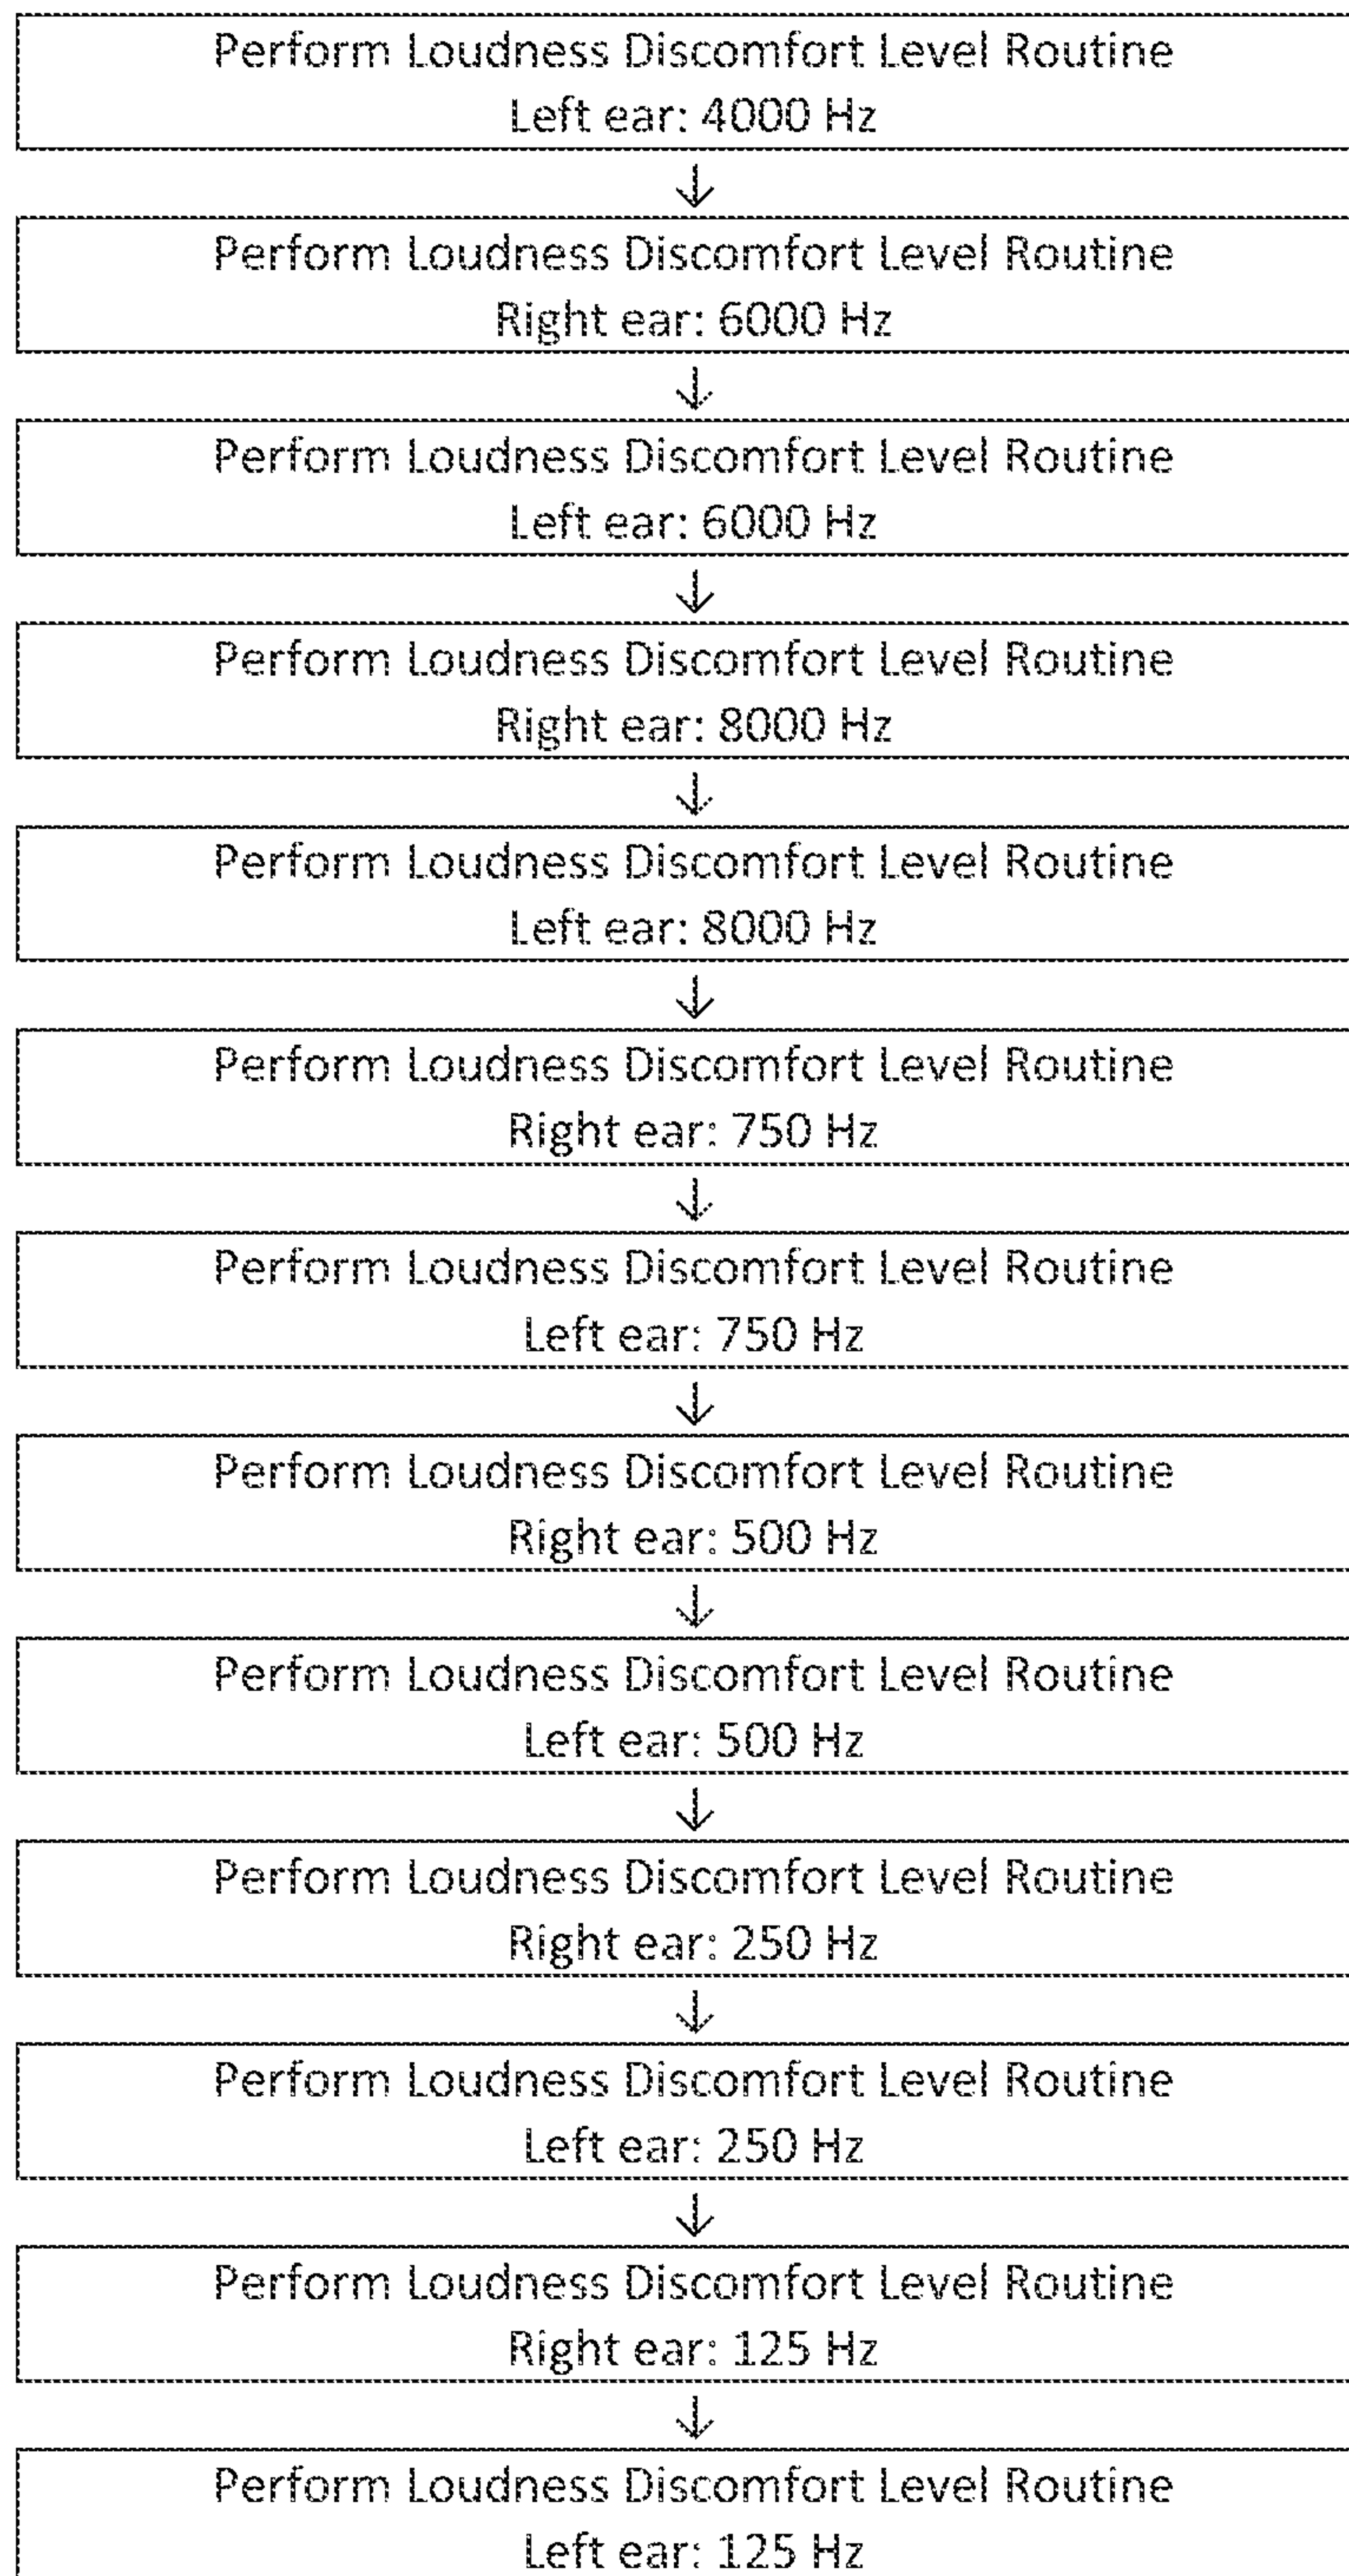 Perform Loudness Discomfort Level Routine
Left ear: 4000 Hz
↓
Perform Loudness Discomfort Level Routine
Right ear: 6000 Hz
↓
Perform Loudness Discomfort Level Routine
Left ear: 6000 Hz
↓
Perform Loudness Discomfort Level Routine
Right ear: 8000 Hz
↓
Perform Loudness Discomfort Level Routine
Left ear: 8000 Hz
↓
Perform Loudness Discomfort Level Routine
Right ear: 750 Hz
↓
Perform Loudness Discomfort Level Routine
Left ear: 750 Hz
↓
Perform Loudness Discomfort Level Routine
Right ear: 500 Hz
↓
Perform Loudness Discomfort Level Routine
Left ear: 500 Hz
↓
Perform Loudness Discomfort Level Routine
Right ear: 250 Hz
↓
Perform Loudness Discomfort Level Routine
Left ear: 250 Hz
↓
Perform Loudness Discomfort Level Routine
Right ear: 125 Hz
↓
Perform Loudness Discomfort Level Routine
Left ear: 125 Hz